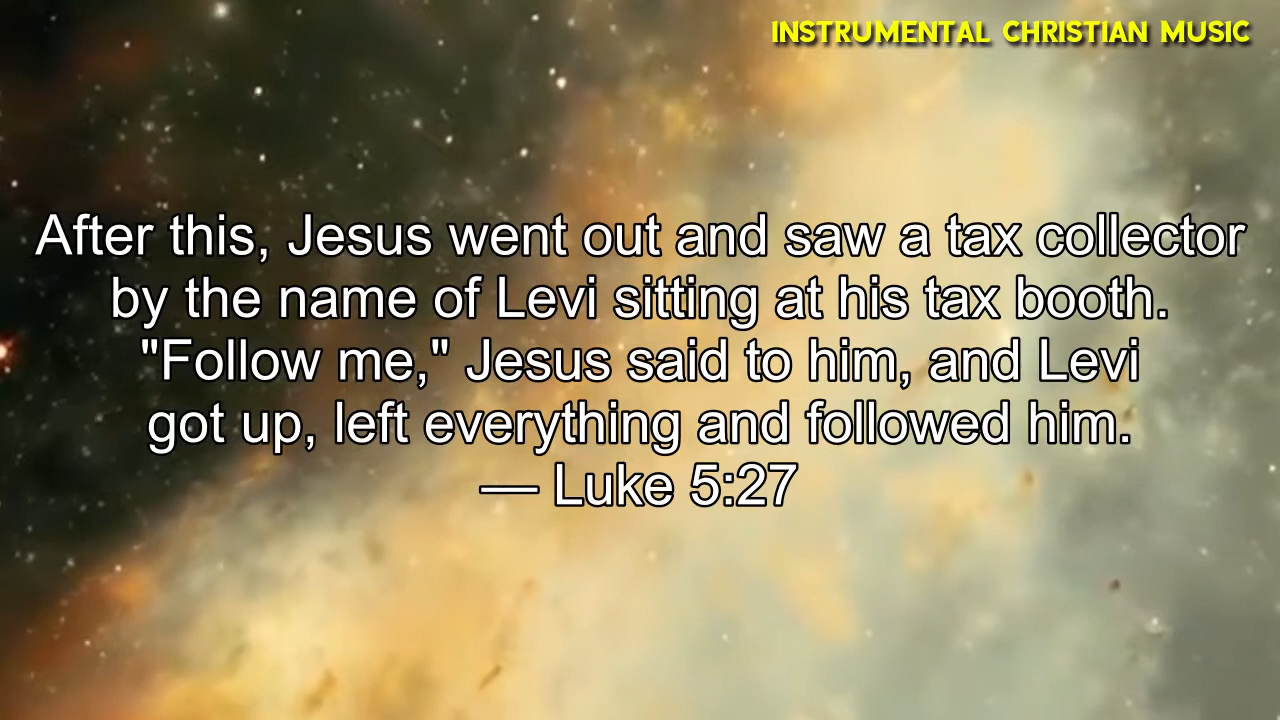 INSTRUMENTAL CHRISTIAN MUSIC
After this, Jesus went out and saw a tax collector
by the name of Levi sitting at his tax booth.
"Follow me," Jesus said to him, and Levi
got up, left everything and followed him.
— Luke 5:27